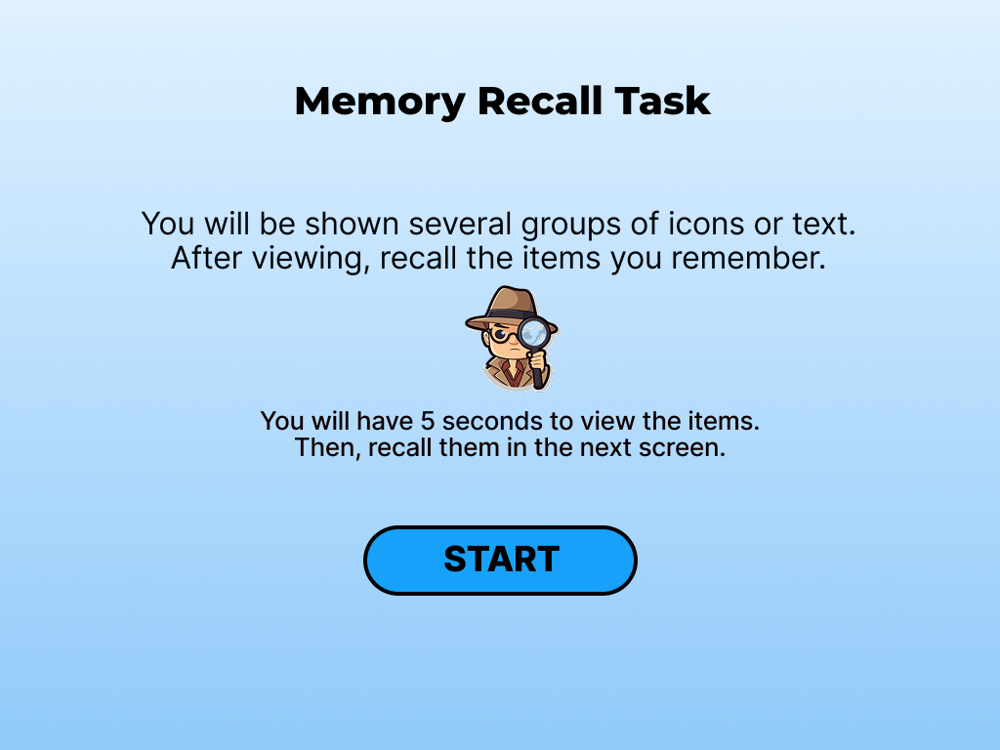 Memory Recall Task
You will be shown several groups of icons or text.
After viewing, recall the items you remember.
You will have 5 seconds to view the items.
Then, recall them in the next screen.
START